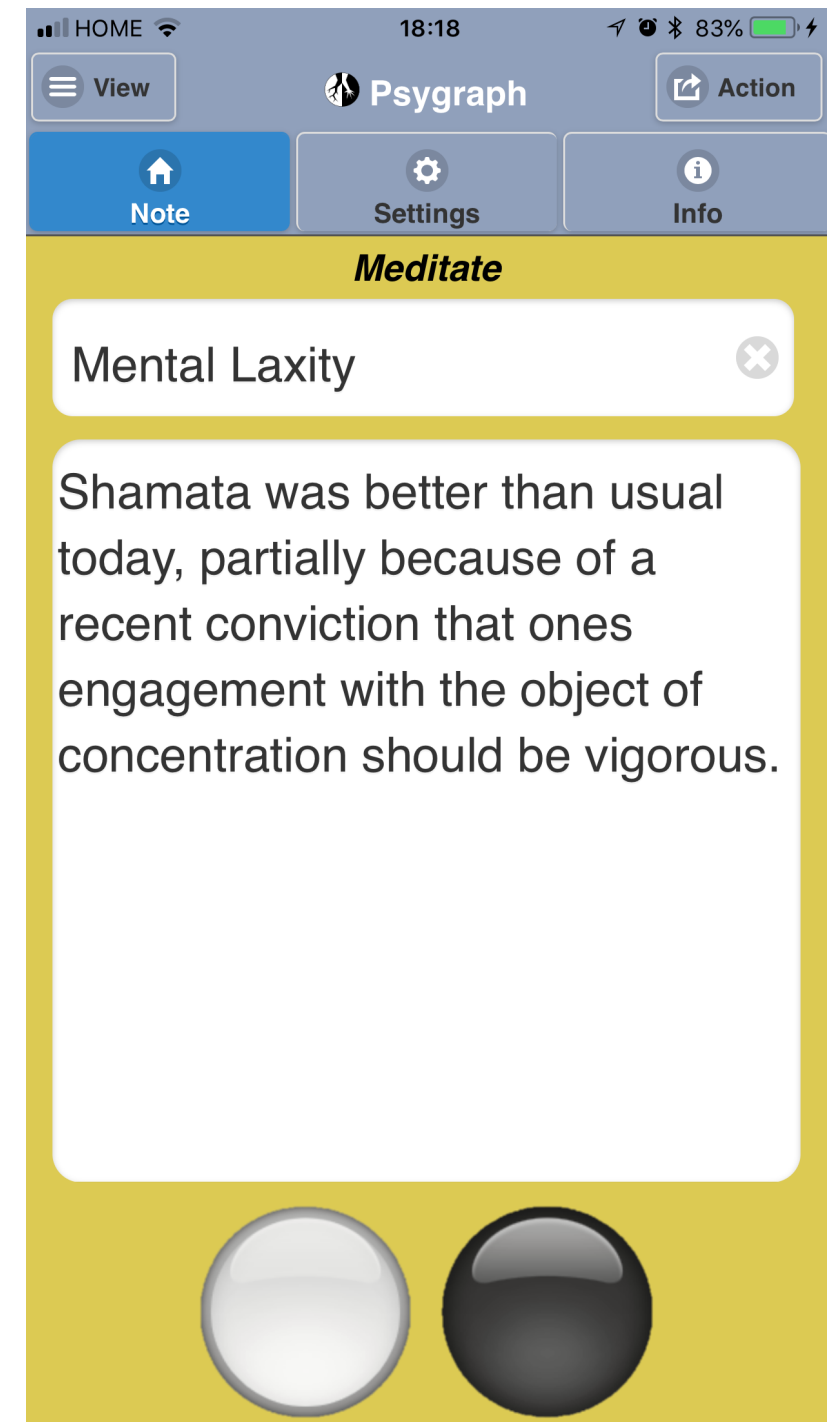 HOME 18:18 83%
View Psygraph Action
Note Settings Info
Meditate
Mental Laxity
Shamata was better than usual
today, partially because of a
recent conviction that ones
engagement with the object of
concentration should be vigorous.